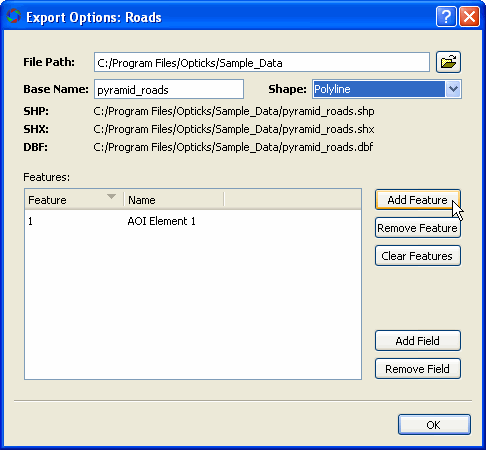 Export Options: Roads
File Path: C:/Program Files/Opticks/Sample_Data
Base Name: pyramid_roads Shape: Polyline
SHP: C:/Program Files/Opticks/Sample_Data/pyramid_roads.shp
SHX: C:/Program Files/Opticks/Sample_Data/pyramid_roads.shx
DBF: C:/Program Files/Opticks/Sample_Data/pyramid_roads.dbf
Features:
Feature Name
1 AOI Element 1
Add Feature
Remove Feature
Clear Features
Add Field
Remove Field
OK